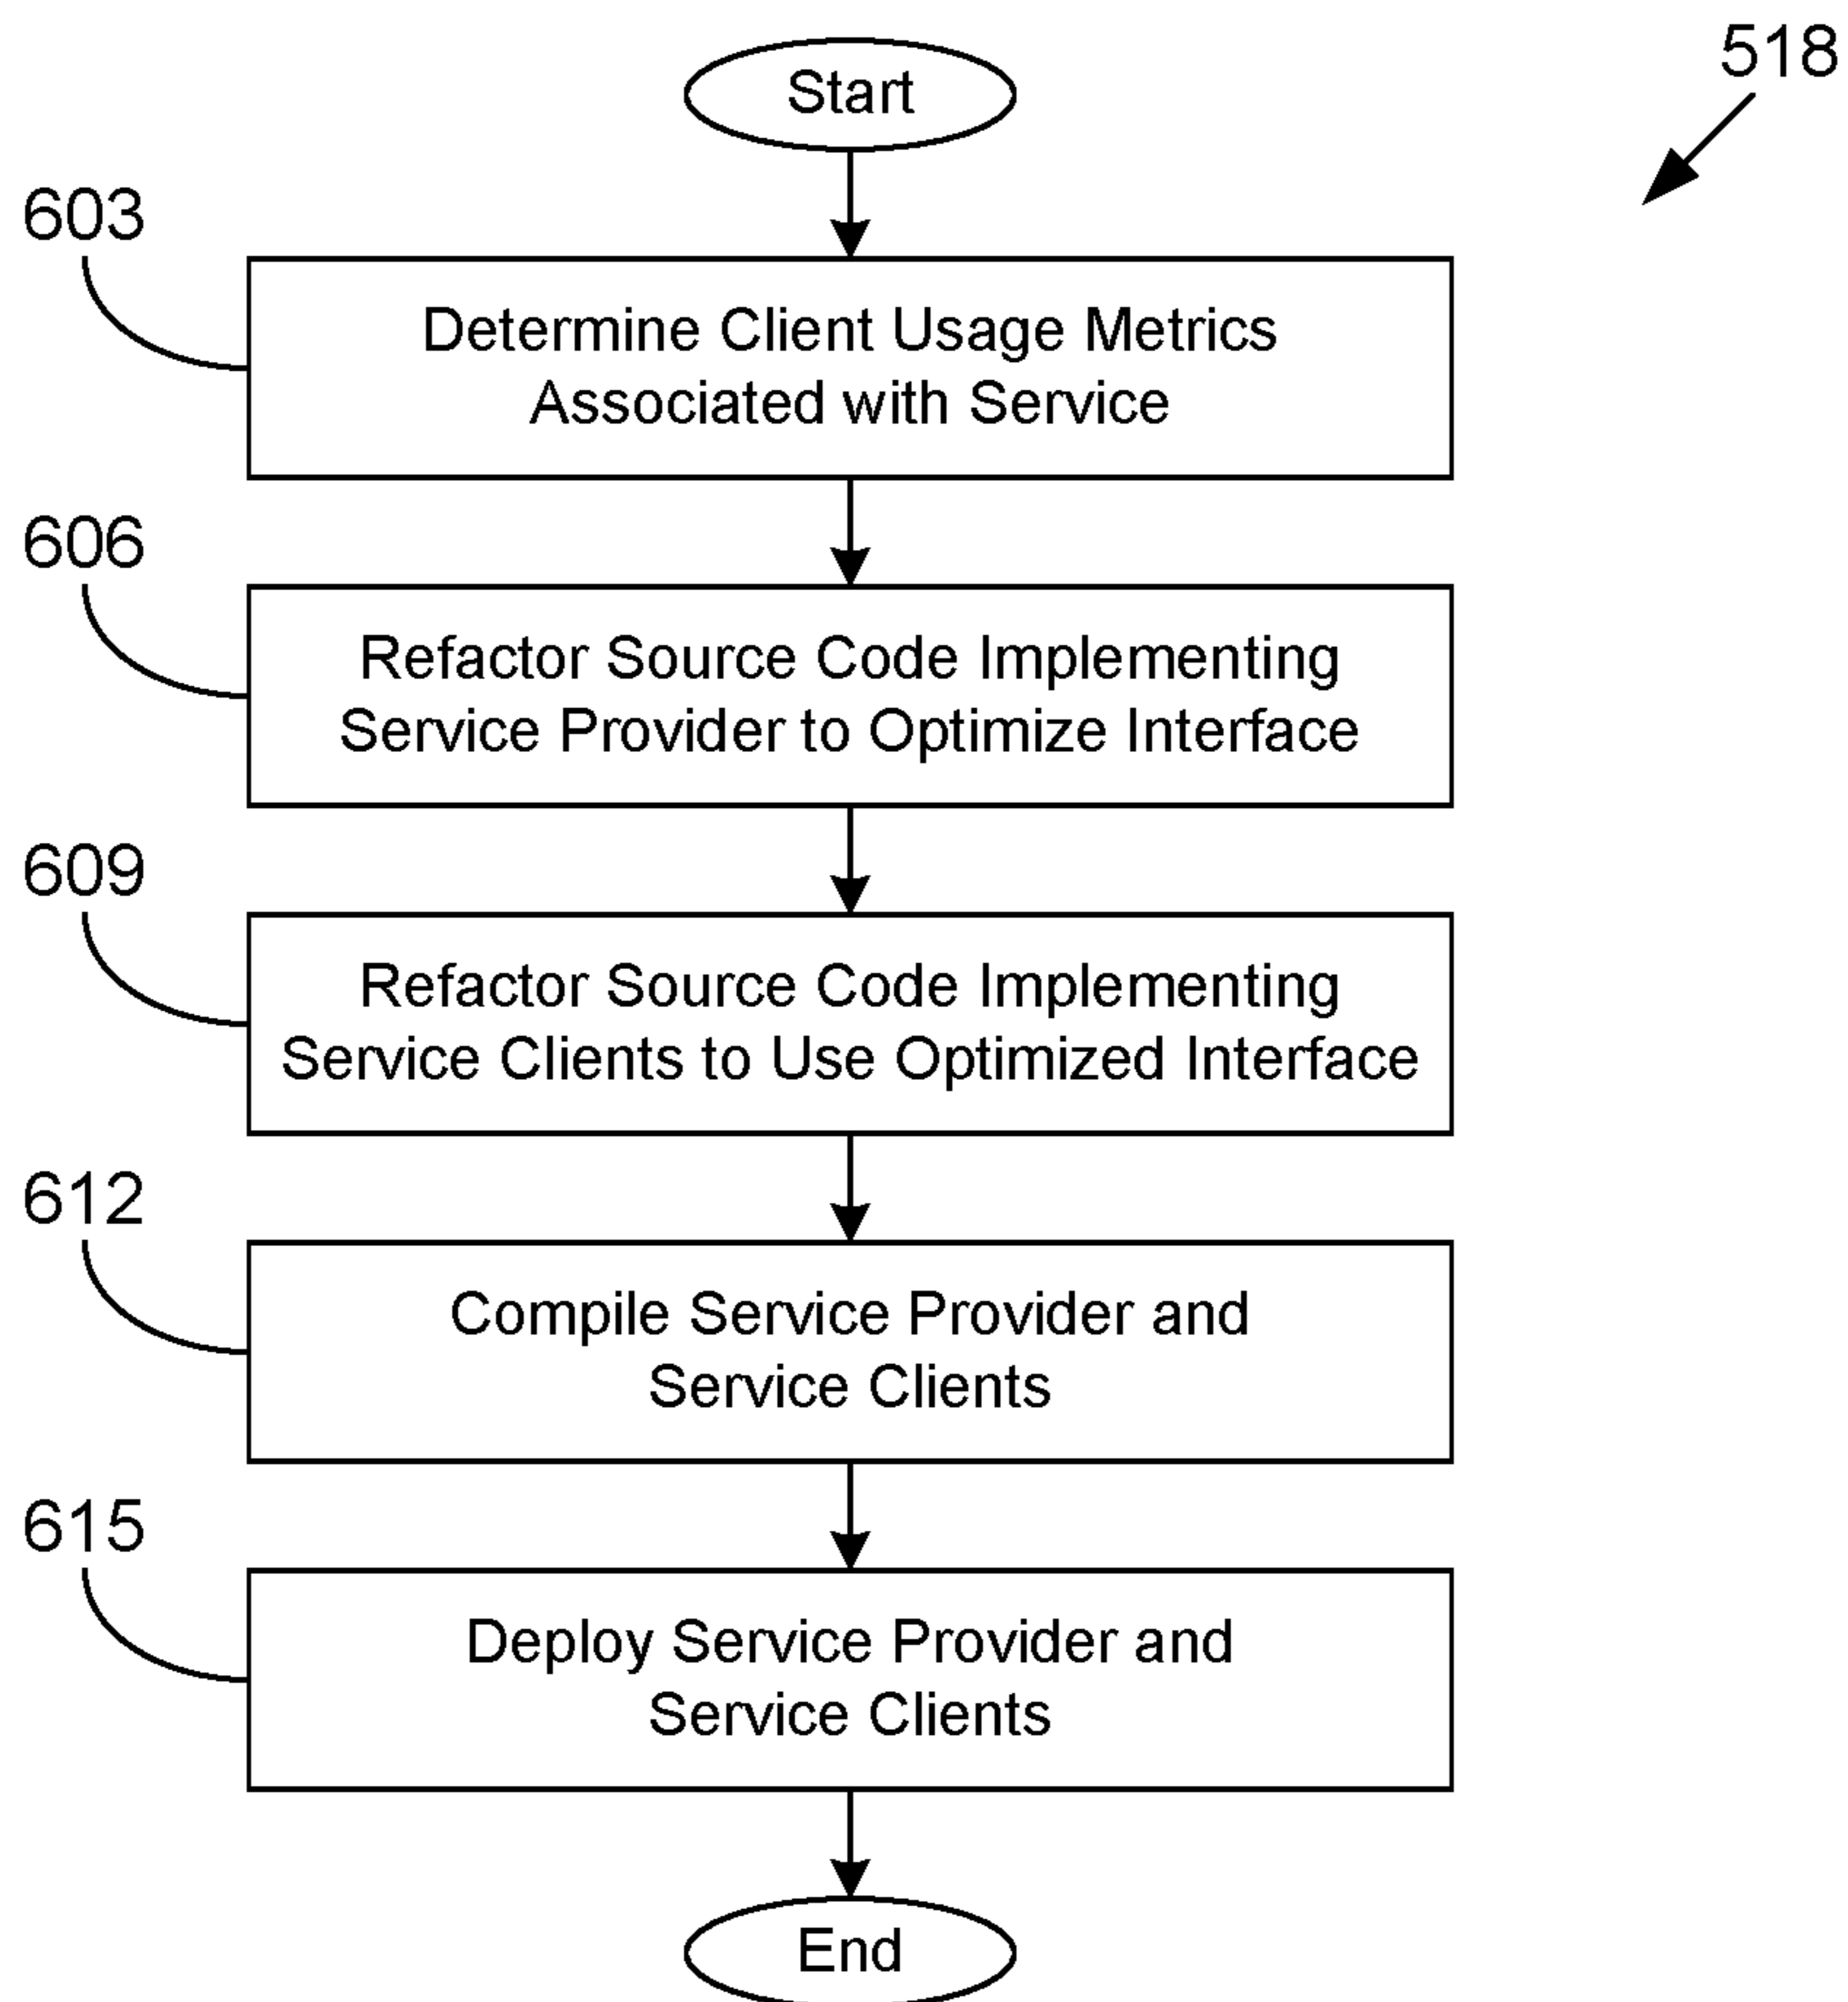 518
Start
603
Determine Client Usage Metrics
Associated with Service
606
Refactor Source Code Implementing
Service Provider to Optimize Interface
609
Refactor Source Code Implementing
Service Clients to Use Optimized Interface
612
Compile Service Provider and
Service Clients
615
Deploy Service Provider and
Service Clients
End